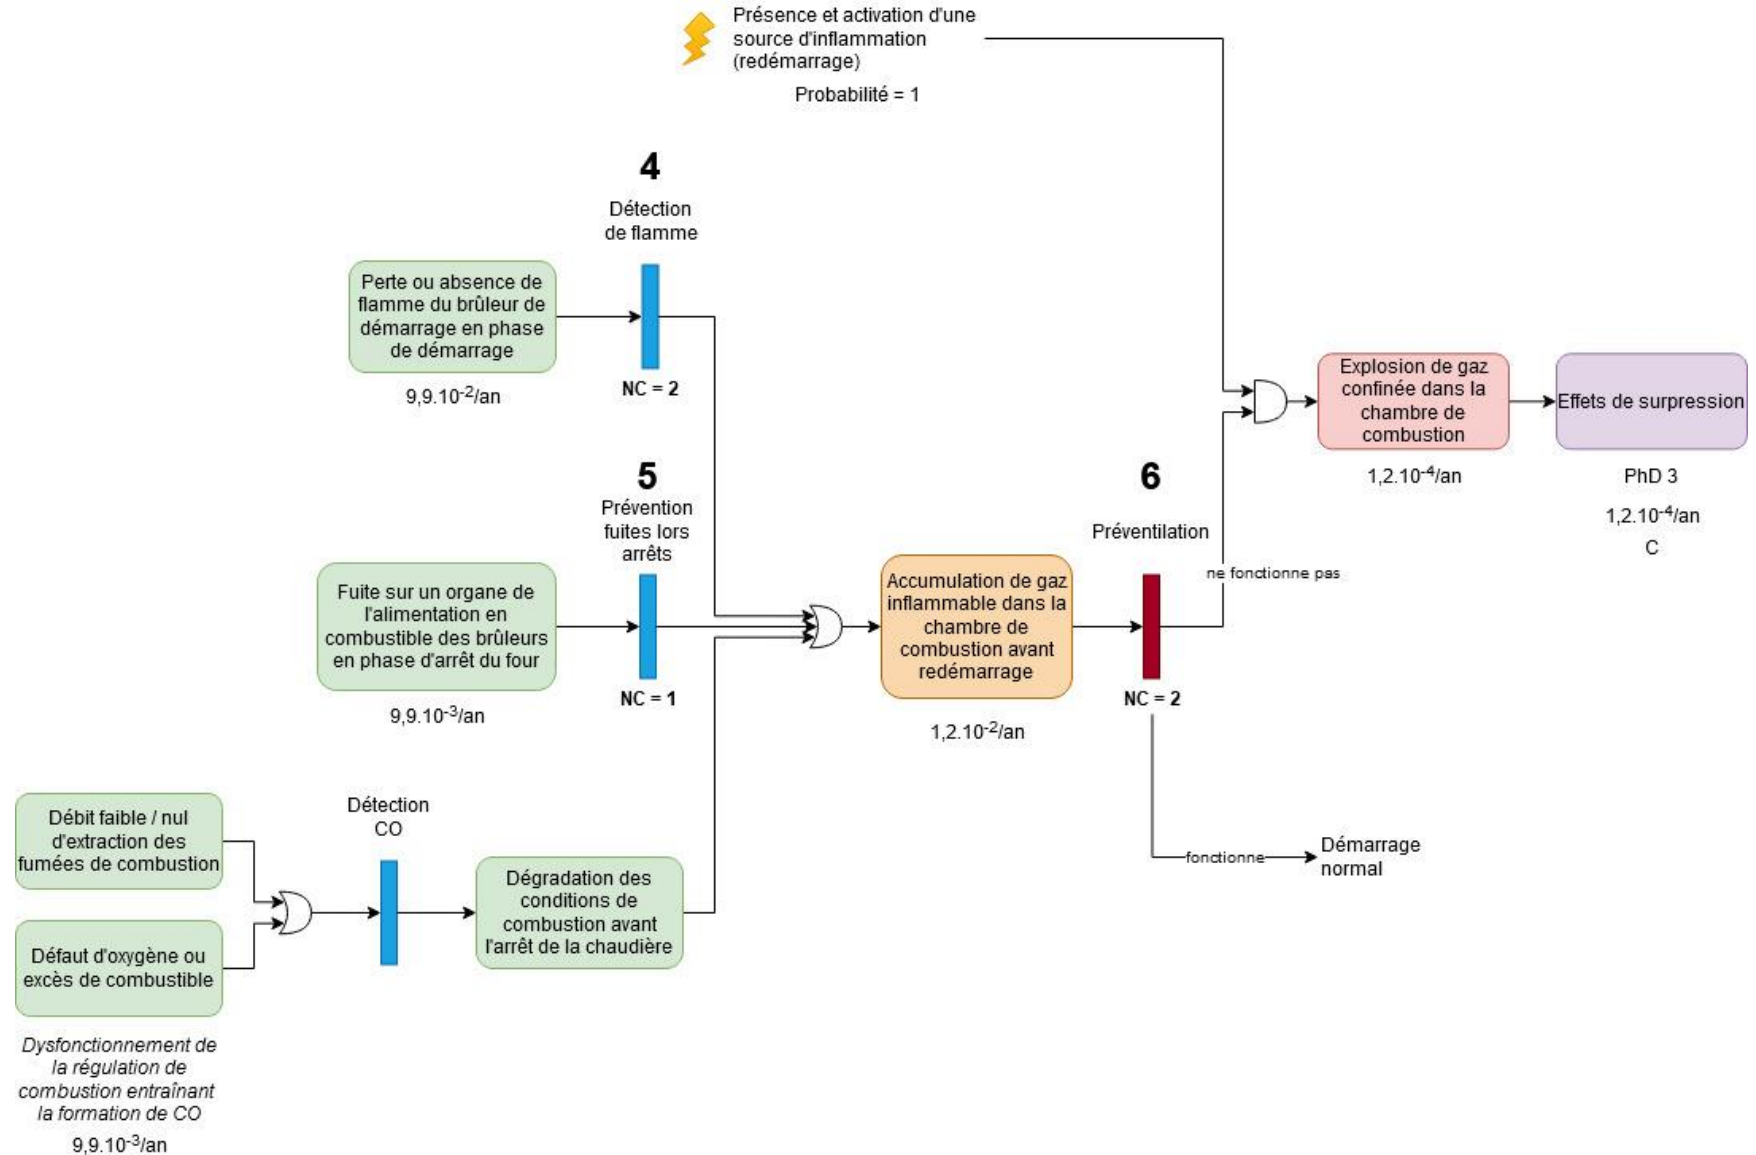 Présence et activation d'une
source d'inflammation
(redémarrage)
Probabilité = 1
4
Détection
de flamme
Perte ou absence de
flamme du brûleur de
démarrage en phase
de démarrage
9,9.10⁻²/an
NC = 2
5
Prévention
fuites lors
arrêts
Fuite sur un organe de
l'alimentation en
combustible des brûleurs
en phase d'arrêt du four
9,9.10⁻³/an
NC = 1
Débit faible / nul
d'extraction des
fumées de combustion
Défaut d'oxygène ou
excès de combustible
Dysfonctionnement de
la régulation de
combustion entraînant
la formation de CO
9,9.10⁻³/an
Détection
CO
Dégradation des
conditions de
combustion avant
l'arrêt de la chaudière
Accumulation de gaz
inflammable dans la
chambre de
combustion avant
redémarrage
1,2.10⁻²/an
6
Préventilation
NC = 2
ne fonctionne pas
fonctionne
Démarrage
normal
Explosion de gaz
confinée dans la
chambre de
combustion
1,2.10⁻⁴/an
Effets de surpression
PhD 3
1,2.10⁻⁴/an
C